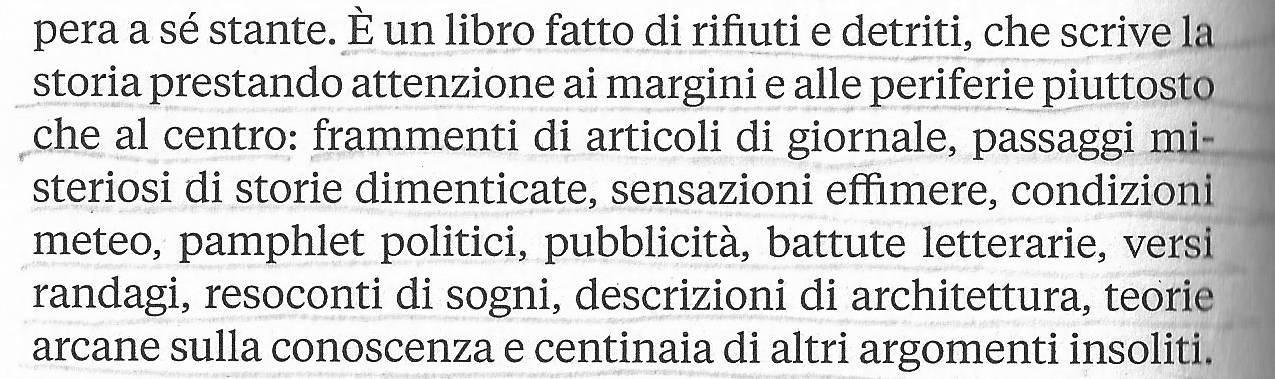 pera a sé stante. È un libro fatto di rifiuti e detriti, che scrive la
storia prestando attenzione ai margini e alle periferie piuttosto
che al centro: frammenti di articoli di giornale, passaggi mi-
steriosi di storie dimenticate, sensazioni effimere, condizioni
meteo, pamphlet politici, pubblicità, battute letterarie, versi
randagi, resoconti di sogni, descrizioni di architettura, teorie
arcane sulla conoscenza e centinaia di altri argomenti insoliti.